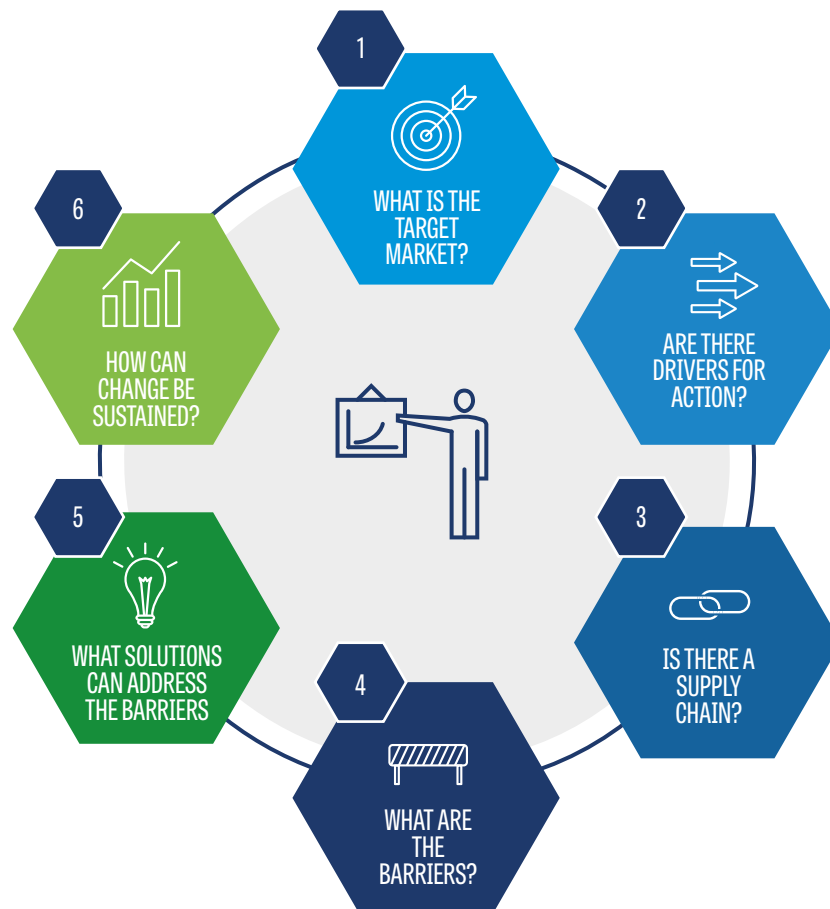 1
WHAT IS THE
TARGET
MARKET?
2
ARE THERE
DRIVERS FOR
ACTION?
3
IS THERE A
SUPPLY
CHAIN?
4
WHAT ARE
THE
BARRIERS?
5
WHAT SOLUTIONS
CAN ADDRESS
THE BARRIERS
6
HOW CAN
CHANGE BE
SUSTAINED?